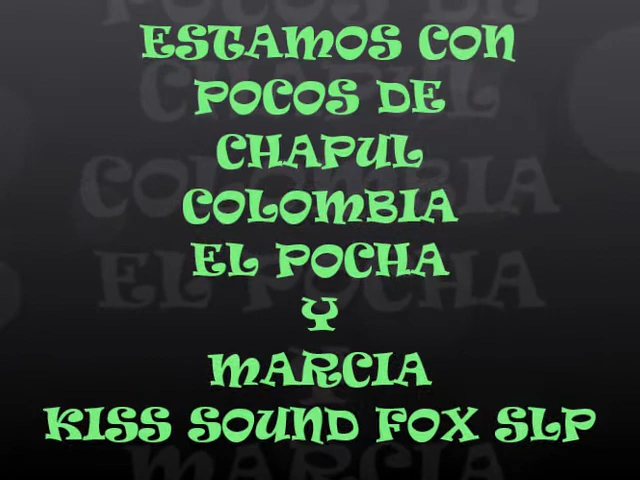 ESTAMOS CON
POCOS DE
CHAPUL
COLOMBIA
EL POCHA
Y
MARCIA
KISS SOUND FOX SLP